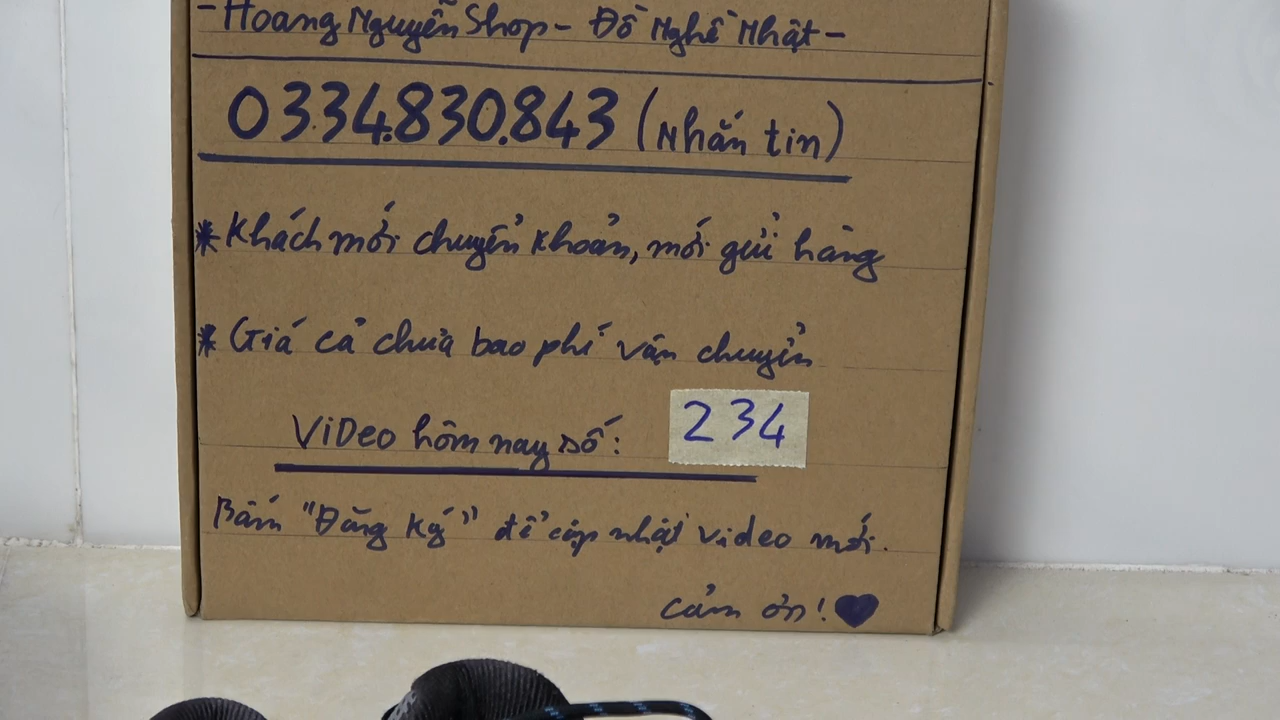 - Hoàng Nguyễn Shop - Đồ Nghề Nhật -
0334.830.843 (Nhắn tin)
* Khách mới chuyển khoản, mới gửi hàng
* Giá cả chưa bao phí vận chuyển
Video hôm nay số: 234
Bấm "Đăng Ký" để cập nhật video mới.
Cảm ơn! ♥